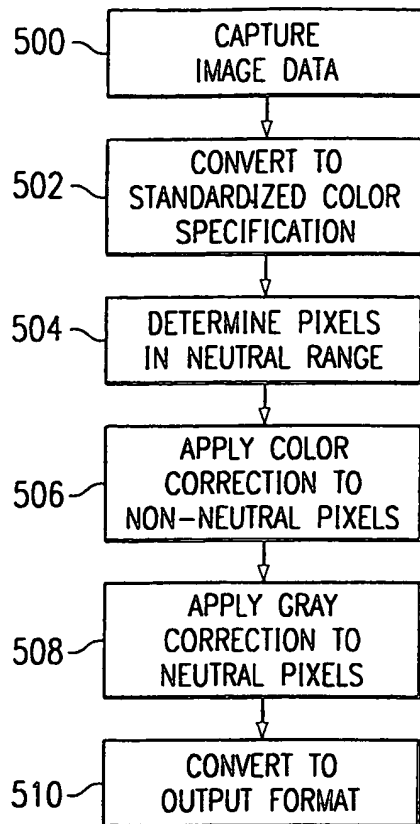 500
CAPTURE
IMAGE DATA
502
CONVERT TO
STANDARDIZED COLOR
SPECIFICATION
504
DETERMINE PIXELS
IN NEUTRAL RANGE
506
APPLY COLOR
CORRECTION TO
NON-NEUTRAL PIXELS
508
APPLY GRAY
CORRECTION TO
NEUTRAL PIXELS
510
CONVERT TO
OUTPUT FORMAT